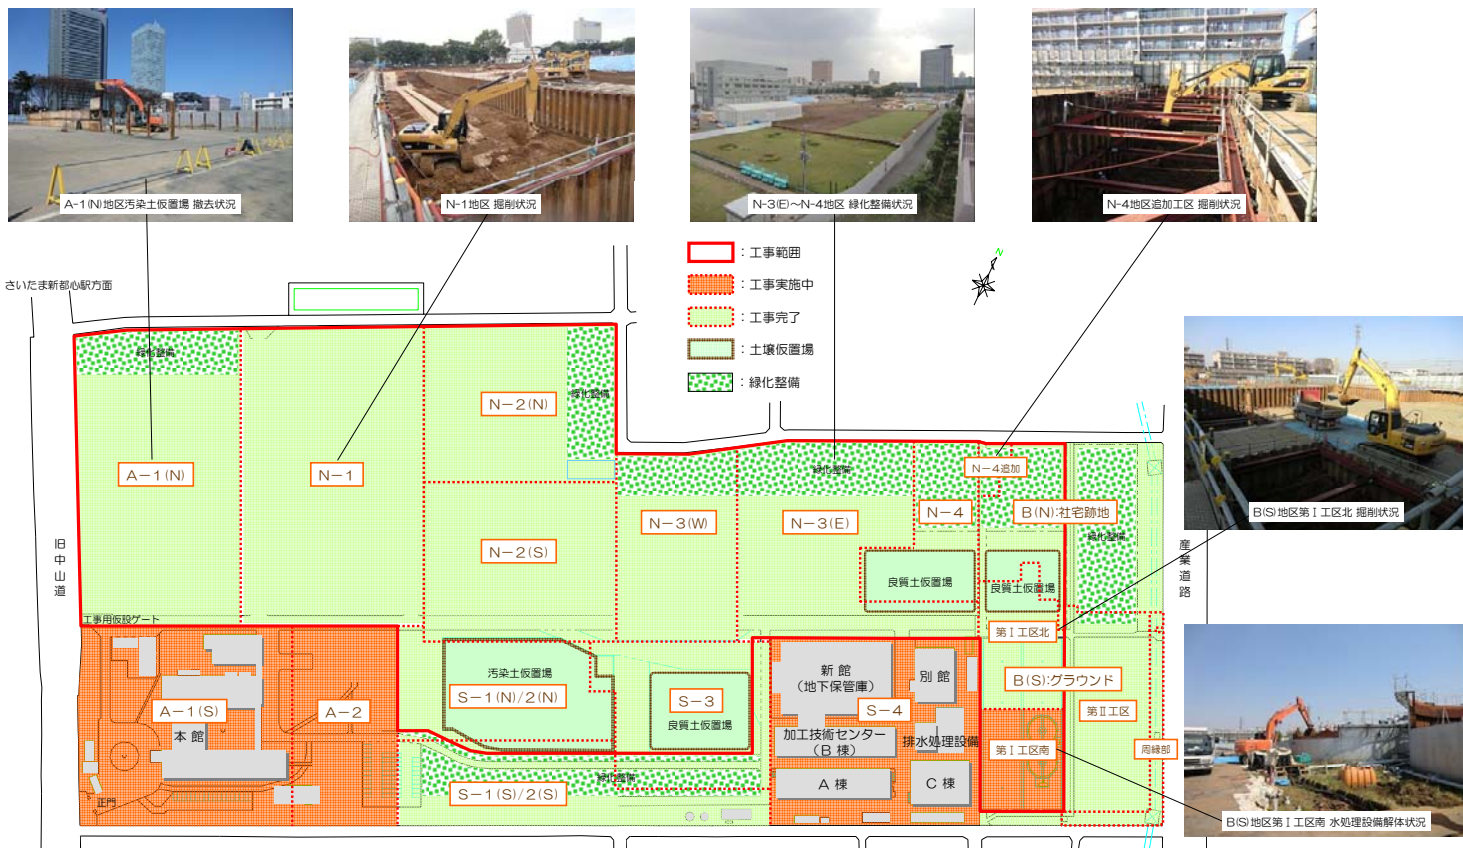 A-1(N)地区汚染土仮置場 撤去状況
N-1地区 掘削状況
N-3(E)～N-4地区 緑化整備状況
N-4地区追加工区 掘削状況
：工事範囲
：工事実施中
：工事完了
：土壌仮置場
：緑化整備
N
さいたま新都心駅方面
緑化整備
緑化整備
N－2(N)
A－1(N)
N－1
緑化整備
N－4追加
N－4
B(N):社宅跡地
N－3(W)
N－3(E)
N－2(S)
緑化整備
B(S)地区第Ⅰ工区北 掘削状況
旧中山道
産業道路
良質土仮置場
良質土仮置場
工事用仮設ゲート
第Ⅰ工区北
汚染土仮置場
S－1(N)/2(N)
S－3
良質土仮置場
新 館
(地下保管庫)
別 館
B(S):グラウンド
S－4
第Ⅱ工区
A－1(S)
A－2
本 館
加工技術センター
(B 棟)
排水処理設備
第Ⅰ工区南
周縁部
緑化整備
A 棟
C 棟
S－1(S)/2(S)
正門
B(S)地区第Ⅰ工区南 水処理設備解体状況